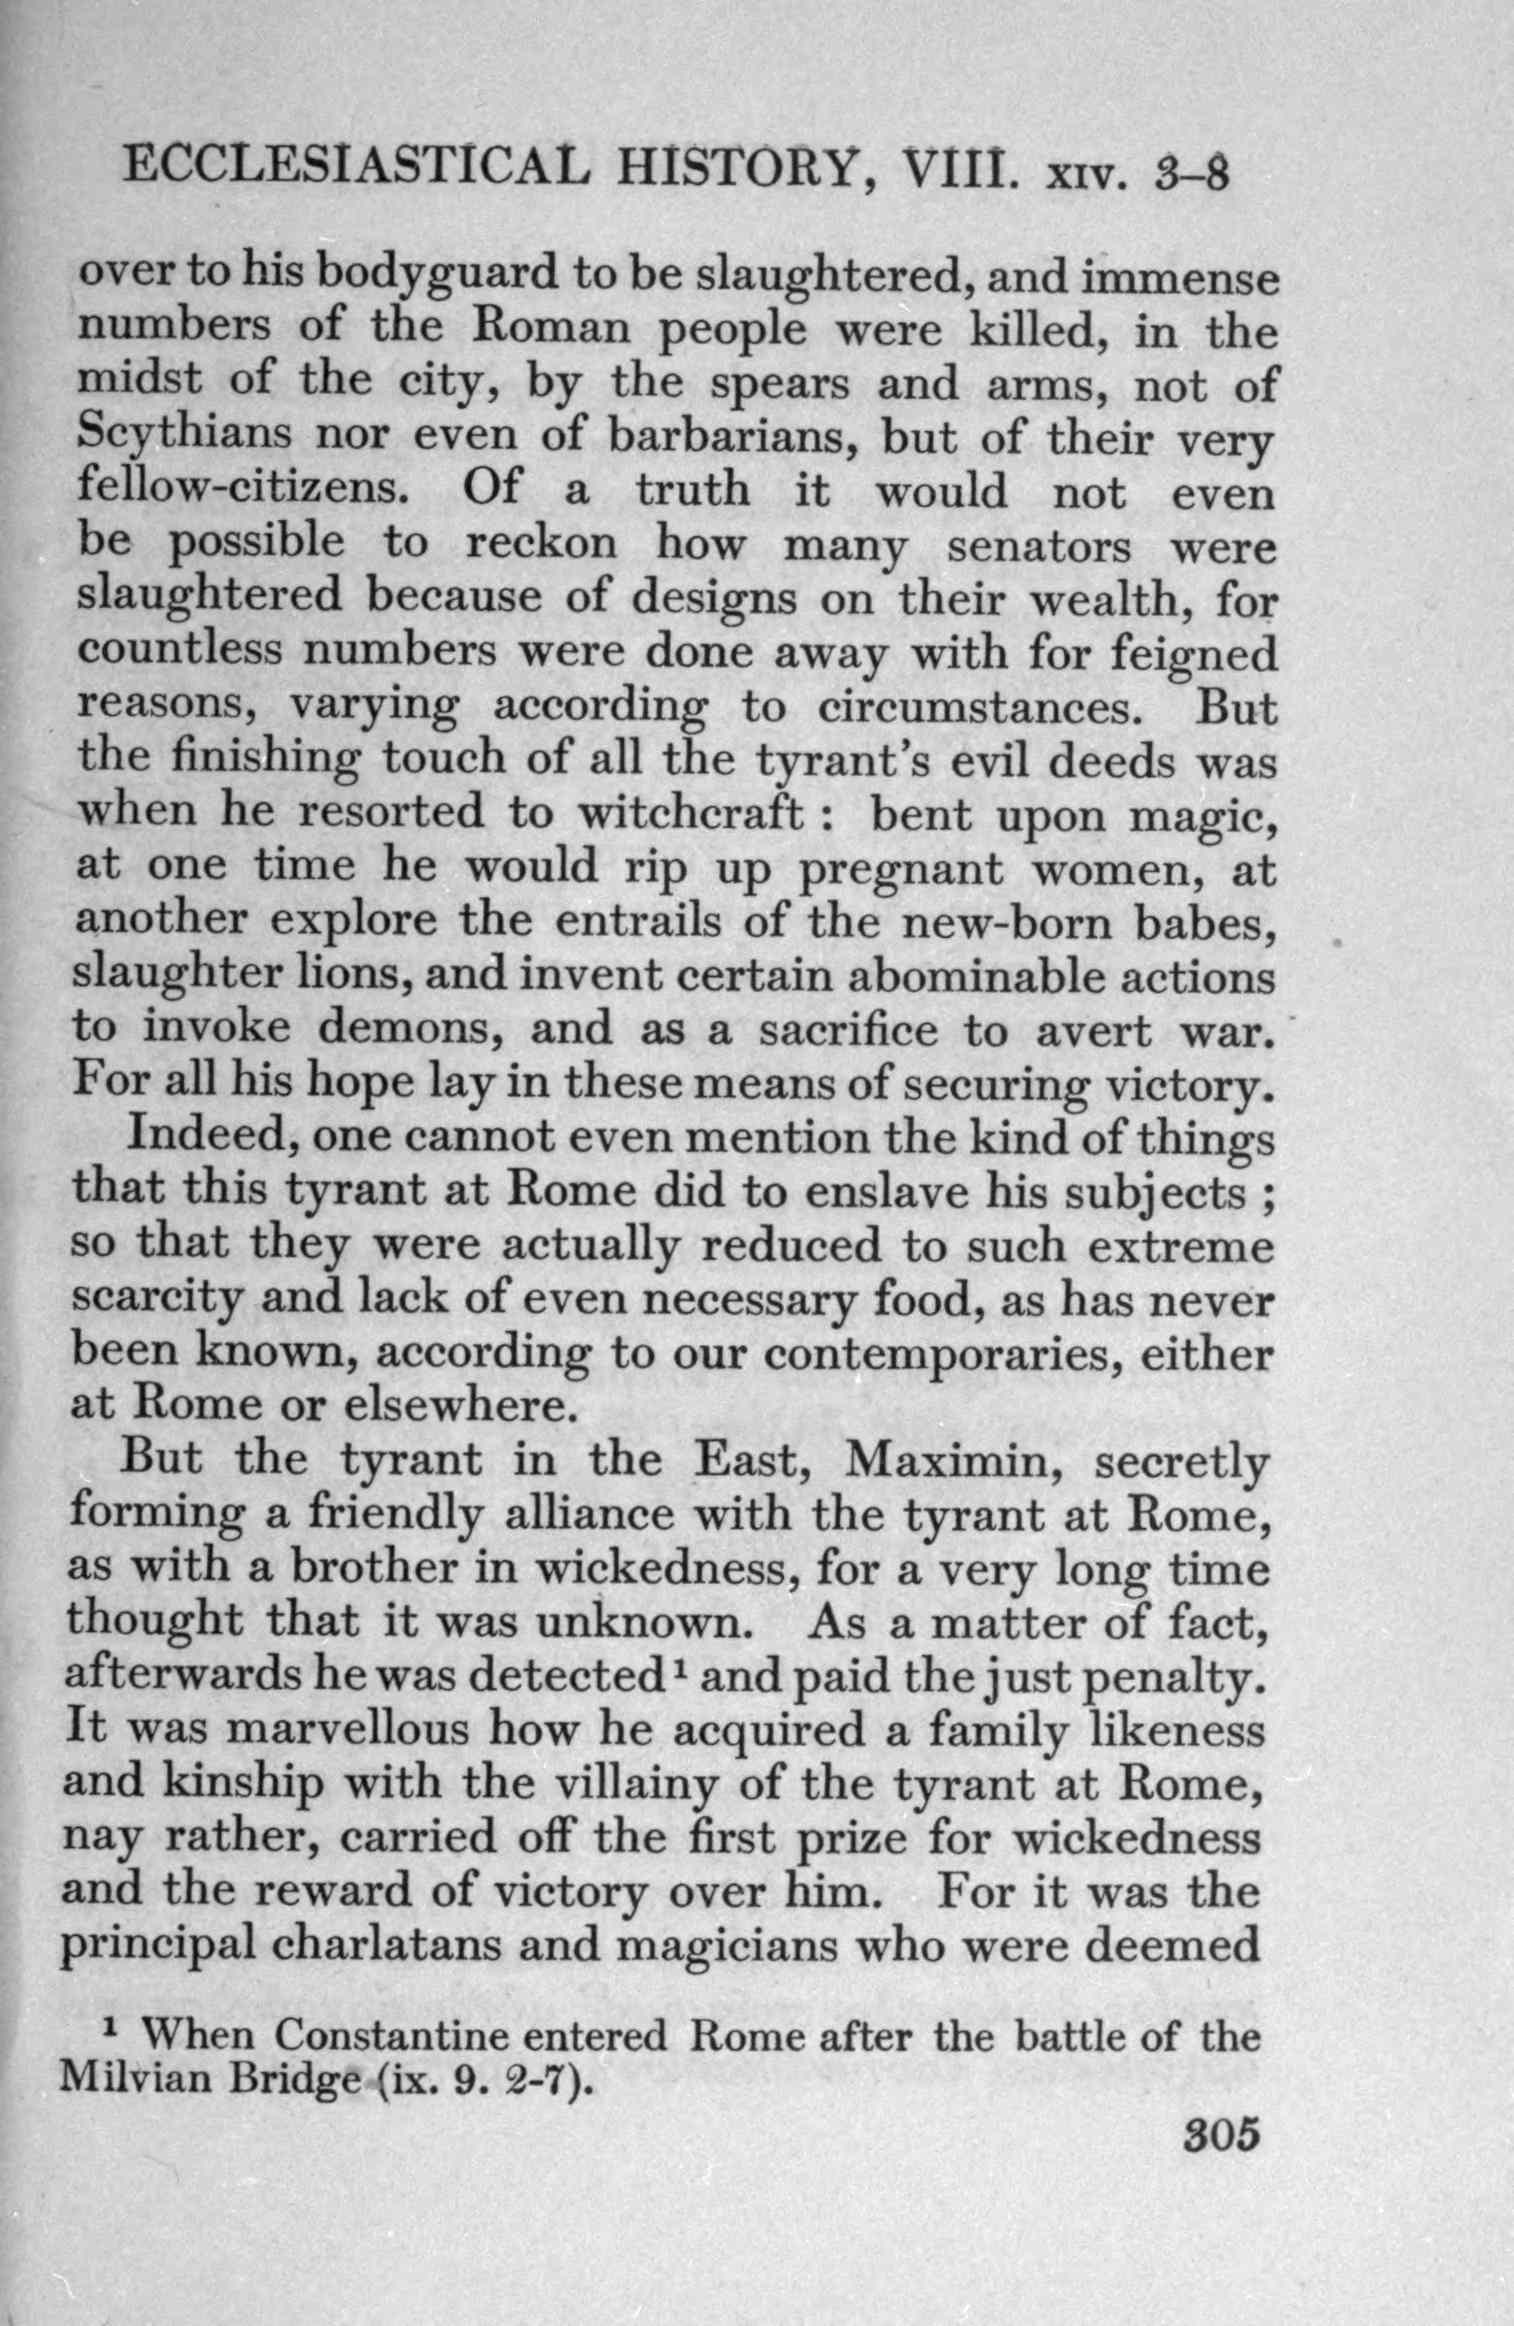 ECCLESIASTICAL HISTORY, VIII. XIV. 3–8
over to his bodyguard to be slaughtered, and immense
numbers of the Roman people were killed, in the
midst of the city, by the spears and arms, not of
Scythians nor even of barbarians, but of their very
fellow-citizens. Of a truth it would not even
be possible to reckon how many senators were
slaughtered because of designs on their wealth, for
countless numbers were done away with for feigned
reasons, varying according to circumstances. But
the finishing touch of all the tyrant's evil deeds was
when he resorted to witchcraft : bent upon magic,
at one time he would rip up pregnant women, at
another explore the entrails of the new-born babes,
slaughter lions, and invent certain abominable actions
to invoke demons, and as a sacrifice to avert war.
For all his hope lay in these means of securing victory.
Indeed, one cannot even mention the kind of things
that this tyrant at Rome did to enslave his subjects ;
so that they were actually reduced to such extreme
scarcity and lack of even necessary food, as has never
been known, according to our contemporaries, either
at Rome or elsewhere.
But the tyrant in the East, Maximin, secretly
forming a friendly alliance with the tyrant at Rome,
as with a brother in wickedness, for a very long time
thought that it was unknown. As a matter of fact,
afterwards he was detected¹ and paid the just penalty.
It was marvellous how he acquired a family likeness
and kinship with the villainy of the tyrant at Rome,
nay rather, carried off the first prize for wickedness
and the reward of victory over him. For it was the
principal charlatans and magicians who were deemed
¹ When Constantine entered Rome after the battle of the
Milvian Bridge (ix. 9. 2-7).
305